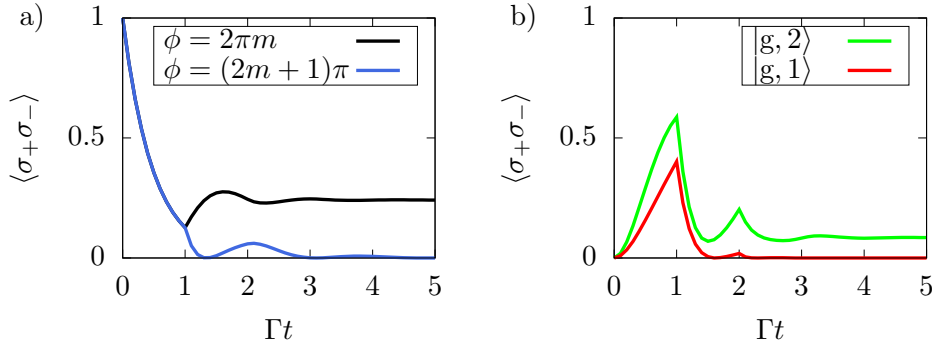 a)
1
0.5
0
⟨σ+σ−⟩
ϕ = 2πm
ϕ = (2m + 1)π
0 1 2 3 4 5
Γt
b)
1
0.5
0
⟨σ+σ−⟩
|g, 2⟩
|g, 1⟩
0 1 2 3 4 5
Γt